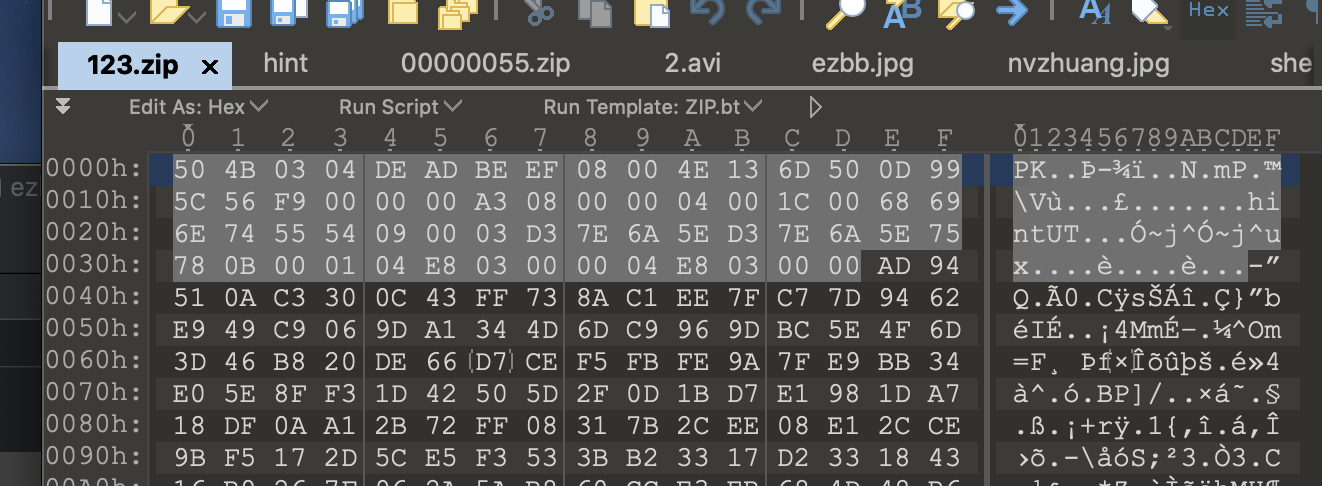 Hex
123.zip × hint 00000055.zip 2.avi ezbb.jpg nvzhuang.jpg she
Edit As: Hex Run Script Run Template: ZIP.bt
0 1 2 3 4 5 6 7 8 9 A B C D E F 0123456789ABCDEF
0000h: 50 4B 03 04 DE AD BE EF 08 00 4E 13 6D 50 0D 99 PK..Þ-¾ï..N.mP.™
ez 0010h: 5C 56 F9 00 00 00 A3 08 00 00 04 00 1C 00 68 69 \Vù...£.......hi
0020h: 6E 74 55 54 09 00 03 D3 7E 6A 5E D3 7E 6A 5E 75 ntUT...Ó~j^Ó~j^u
0030h: 78 0B 00 01 04 E8 03 00 00 04 E8 03 00 00 AD 94 x....è....è...-”
0040h: 51 0A C3 30 0C 43 FF 73 8A C1 EE 7F C7 7D 94 62 Q.Ã0.CÿsŠÁî.Ç}”b
0050h: E9 49 C9 06 9D A1 34 4D 6D C9 96 9D BC 5E 4F 6D éIÉ..¡4MmÉ–.¼^Om
0060h: 3D 46 B8 20 DE 66 D7 CE F5 FB FE 9A 7F E9 BB 34 =F¸ Þf×Îõûþš.é»4
0070h: E0 5E 8F F3 1D 42 50 5D 2F 0D 1B D7 E1 98 1D A7 à^.ó.BP]/..×á˜.§
0080h: 18 DF 0A A1 2B 72 FF 08 31 7B 2C EE 08 E1 2C CE .ß.¡+rÿ.1{,î.á,Î
0090h: 9B F5 17 2D 5C E5 F3 53 3B B2 33 17 D2 33 18 43 ›õ.-\åóS;²3.Ò3.C